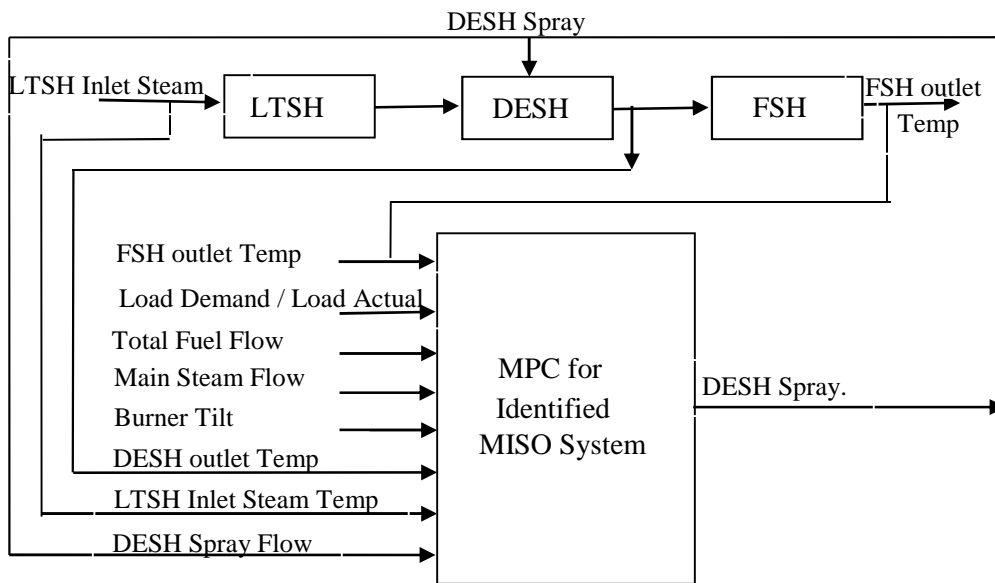 DESH Spray
LTSH Inlet Steam
LTSH
DESH
FSH
FSH outlet
Temp
FSH outlet Temp
Load Demand / Load Actual
Total Fuel Flow
Main Steam Flow
Burner Tilt
DESH outlet Temp
LTSH Inlet Steam Temp
DESH Spray Flow
MPC for
Identified
MISO System
DESH Spray.